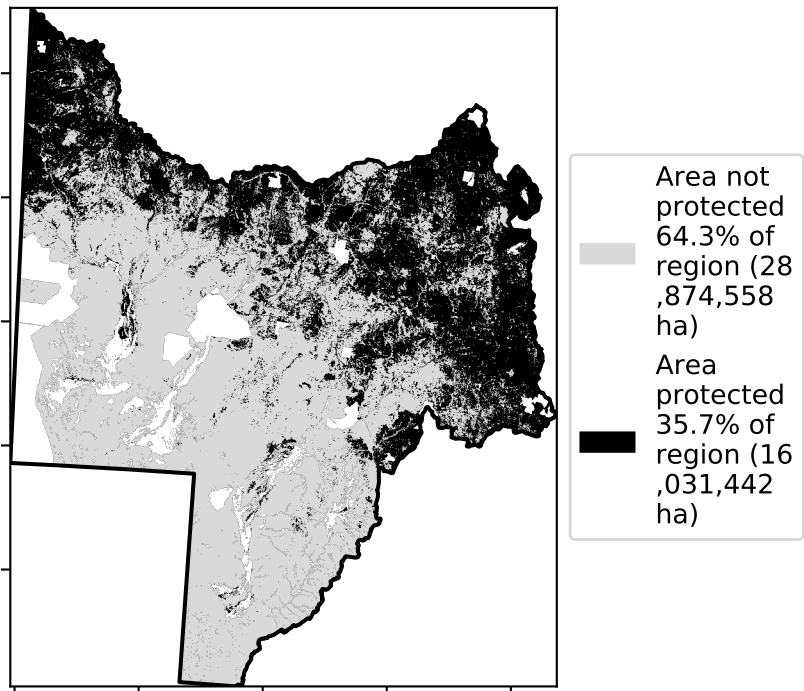 Area not
protected
64.3% of
region (28
,874,558
ha)
Area
protected
35.7% of
region (16
,031,442
ha)